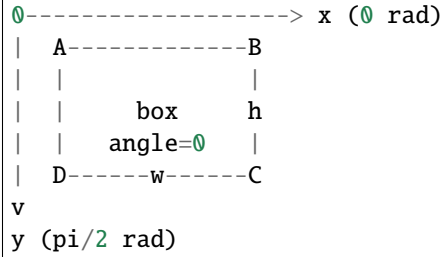 0-------------------> x (0 rad)
|  A-------------B
|  |             |
|  |     box     h
|  |   angle=0   |
|  D------w------C
v
y (pi/2 rad)